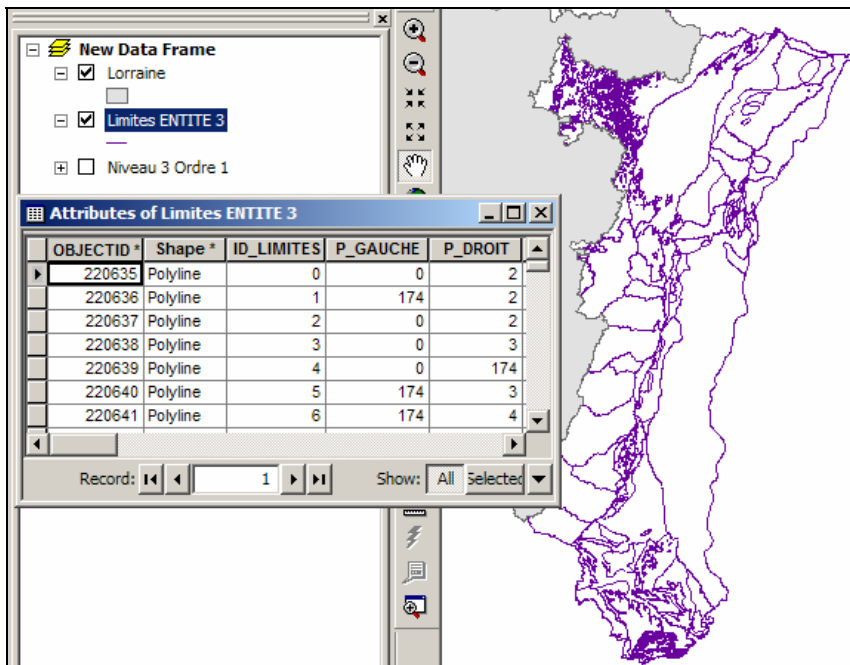 New Data Frame
Lorraine
Limites ENTITE 3
Niveau 3 Ordre 1
Attributes of Limites ENTITE 3
OBJECTID * Shape * ID_LIMITES P_GAUCHE P_DROIT
220635 Polyline 0 0 2
220636 Polyline 1 174 2
220637 Polyline 2 0 2
220638 Polyline 3 0 3
220639 Polyline 4 0 174
220640 Polyline 5 174 3
220641 Polyline 6 174 4
Record: 1 Show: All Selected